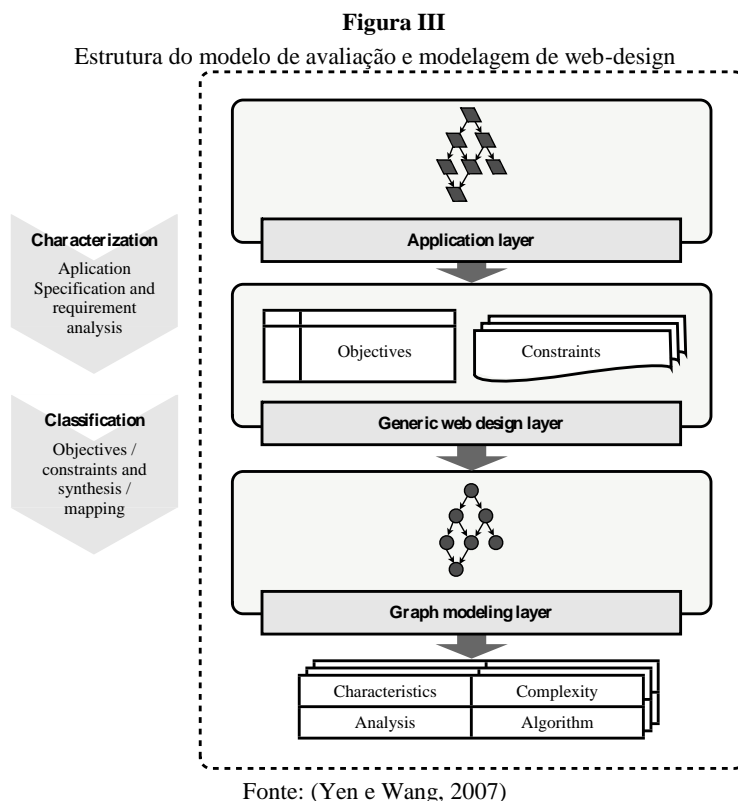 Figura III
Estrutura do modelo de avaliação e modelagem de web-design
Application layer
Characterization
Aplication
Specification and
requirement
analysis
Objectives
Constraints
Generic web design layer
Classification
Objectives /
constraints and
synthesis /
mapping
Graph modeling layer
Characteristics
Complexity
Analysis
Algorithm
Fonte: (Yen e Wang, 2007)